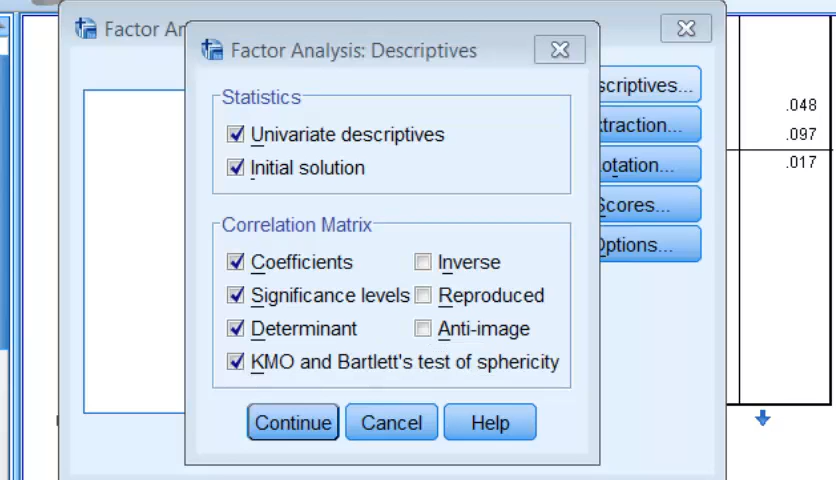 Factor An
Factor Analysis: Descriptives
Statistics
scriptives...
.048
Univariate descriptives
traction...
.097
Initial solution
otation...
.017
Scores...
Correlation Matrix
Options...
Coefficients
Inverse
Significance levels
Reproduced
Determinant
Anti-image
KMO and Bartlett's test of sphericity
Continue
Cancel
Help